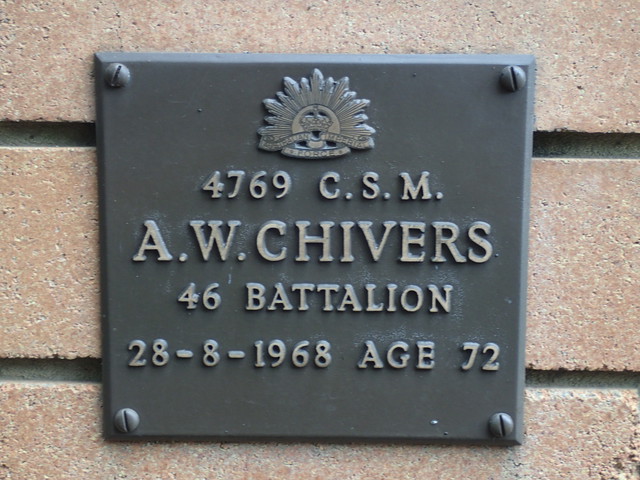 4769 C.S.M.
A.W. CHIVERS
46 BATTALION
28-8-1968 AGE 72